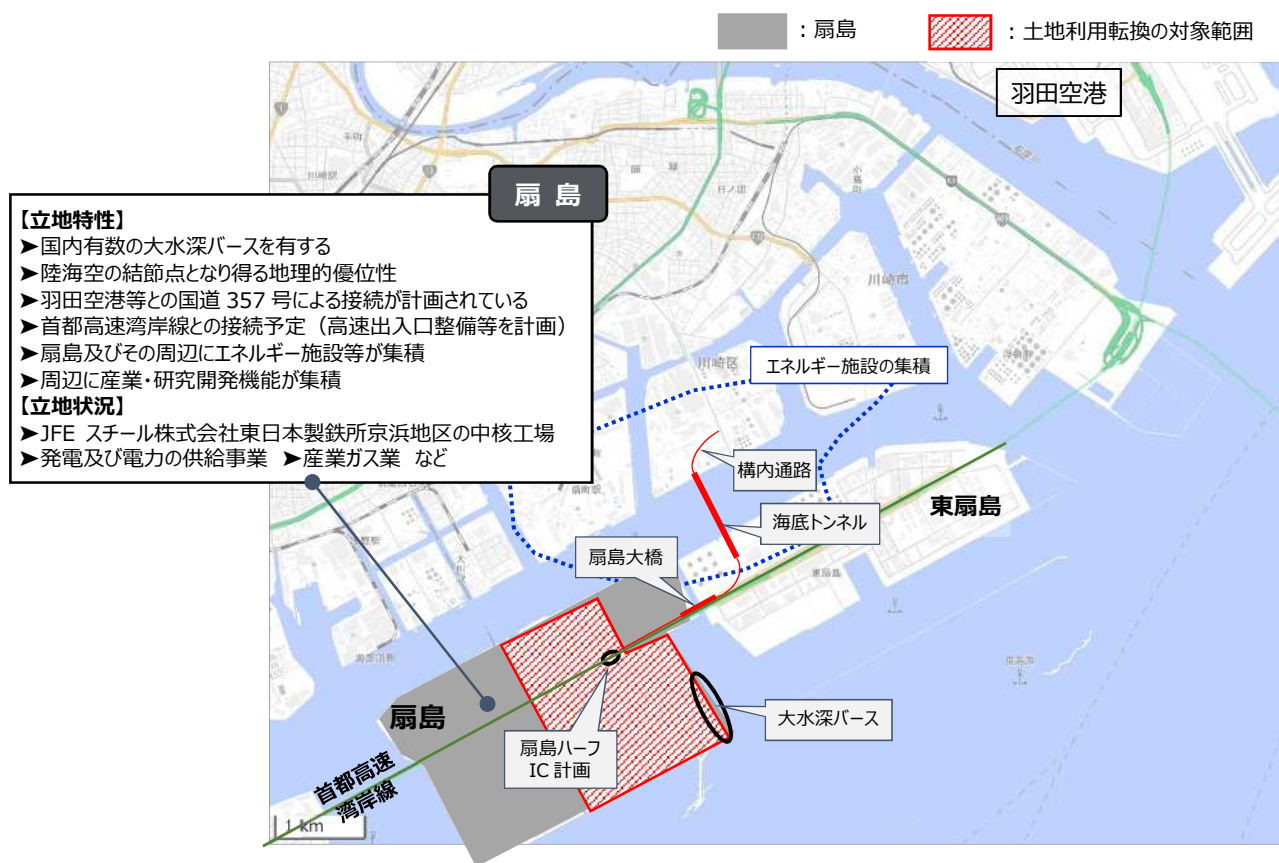 ：扇島
：土地利用転換の対象範囲
羽田空港
扇 島
【立地特性】
➤国内有数の大水深バースを有する
➤陸海空の結節点となり得る地理的優位性
➤羽田空港等との国道 357 号による接続が計画されている
➤首都高速湾岸線との接続予定（高速出入口整備等を計画）
➤扇島及びその周辺にエネルギー施設等が集積
➤周辺に産業・研究開発機能が集積
【立地状況】
➤JFE スチール株式会社東日本製鉄所京浜地区の中核工場
➤発電及び電力の供給事業 ➤産業ガス業 など
川崎市
川崎区
小島町
エネルギー施設の集積
構内通路
海底トンネル
東扇島
扇島大橋
東扇島
大水深バース
扇島
扇島ハーフ
IC 計画
首都高速
湾岸線
1 km